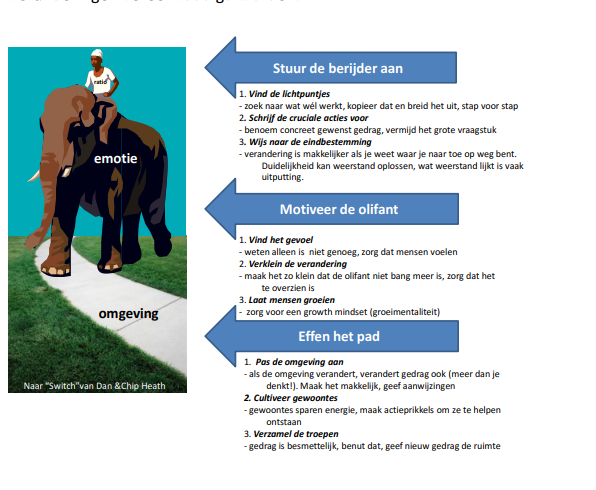 Stuur de berijder aan
1. Vind de lichtpuntjes
- zoek naar wat wél werkt, kopieer dat en breid het uit, stap voor stap
2. Schrijf de cruciale acties voor
- benoem concreet gewenst gedrag, vermijd het grote vraagstuk
3. Wijs naar de eindbestemming
- verandering is makkelijker als je weet waar je naar toe op weg bent.
Duidelijkheid kan weerstand oplossen, wat weerstand lijkt is vaak
uitputting.
Motiveer de olifant
1. Vind het gevoel
- weten alleen is niet genoeg, zorg dat mensen voelen
2. Verklein de verandering
- maak het zo klein dat de olifant niet bang meer is, zorg dat het
te overzien is
3. Laat mensen groeien
- zorg voor een growth mindset (groeimentaliteit)
Effen het pad
1. Pas de omgeving aan
- als de omgeving verandert, verandert gedrag ook (meer dan je
denkt!). Maak het makkelijk, geef aanwijzingen
2. Cultiveer gewoontes
- gewoontes sparen energie, maak actieprikkels om ze te helpen
ontstaan
3. Verzamel de troepen
- gedrag is besmettelijk, benut dat, geef nieuw gedrag de ruimte
ratio
emotie
omgeving
Naar "Switch"van Dan &Chip Heath